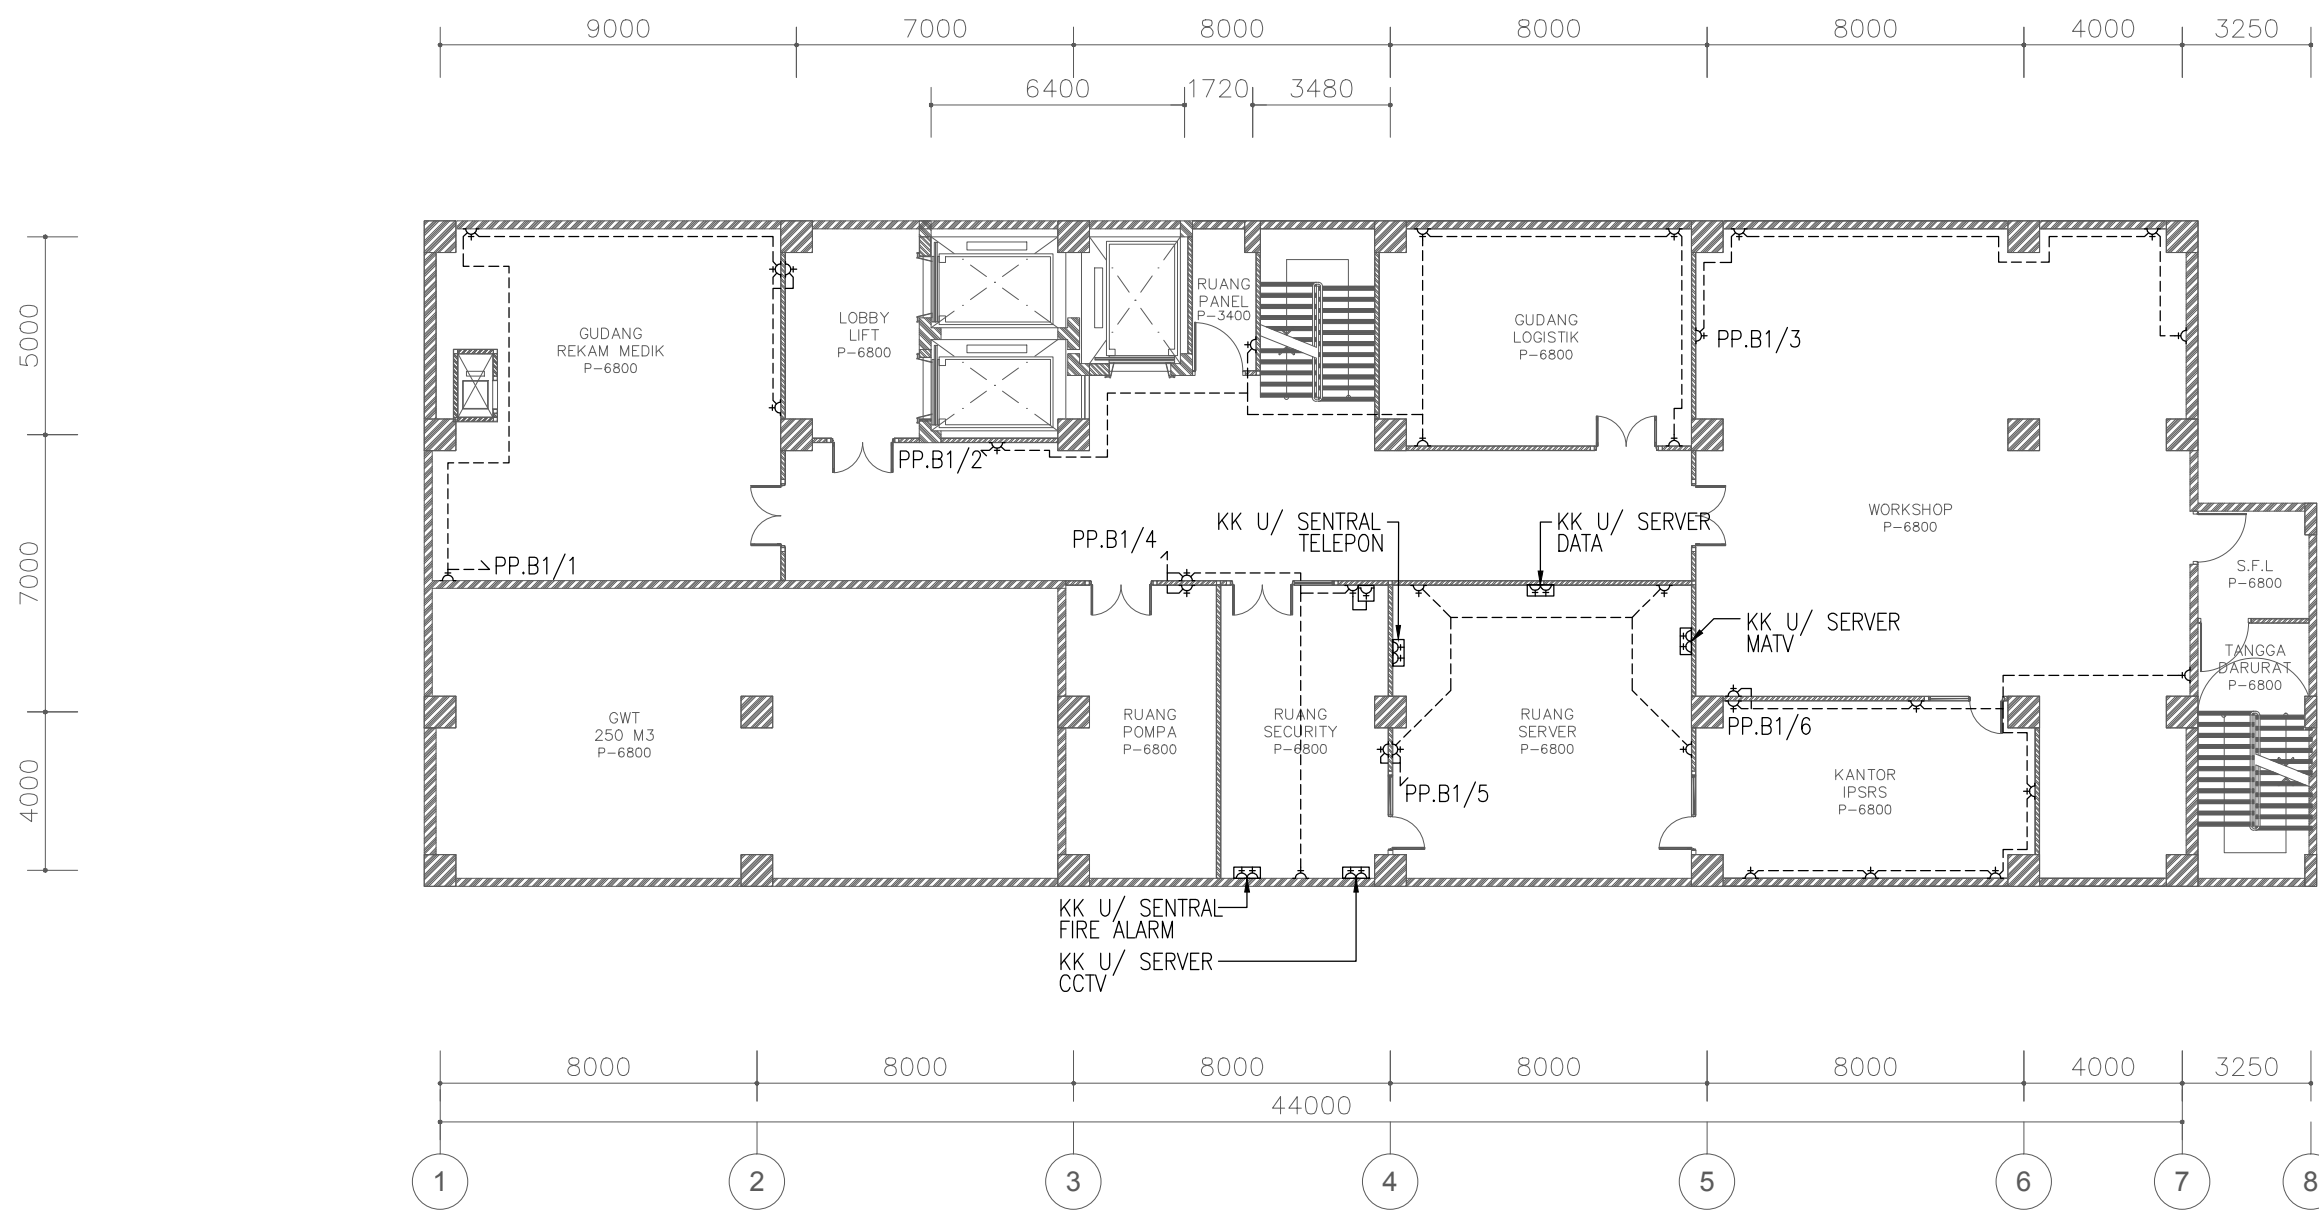 9000 7000 8000 8000 8000 4000 3250
6400 1720 3480
5000
7000
4000
GUDANG
REKAM MEDIK
P-6800
LOBBY
LIFT
P-6800
RUANG
PANEL
P-3400
GUDANG
LOGISTIK
P-6800
PP.B1/3
PP.B1/2
WORKSHOP
P-6800
KK U/ SENTRAL
TELEPON
KK U/ SERVER
DATA
PP.B1/4
PP.B1/1
S.F.L
P-6800
KK U/ SERVER
MATV
TANGGA
DARURAT
P-6800
GWT
250 M3
P-6800
RUANG
POMPA
P-6800
RUANG
SECURITY
P-6800
RUANG
SERVER
P-6800
PP.B1/6
PP.B1/5
KANTOR
IPSRS
P-6800
KK U/ SENTRAL
FIRE ALARM
KK U/ SERVER
CCTV
8000 8000 8000 8000 8000 4000 3250
44000
1 2 3 4 5 6 7 8